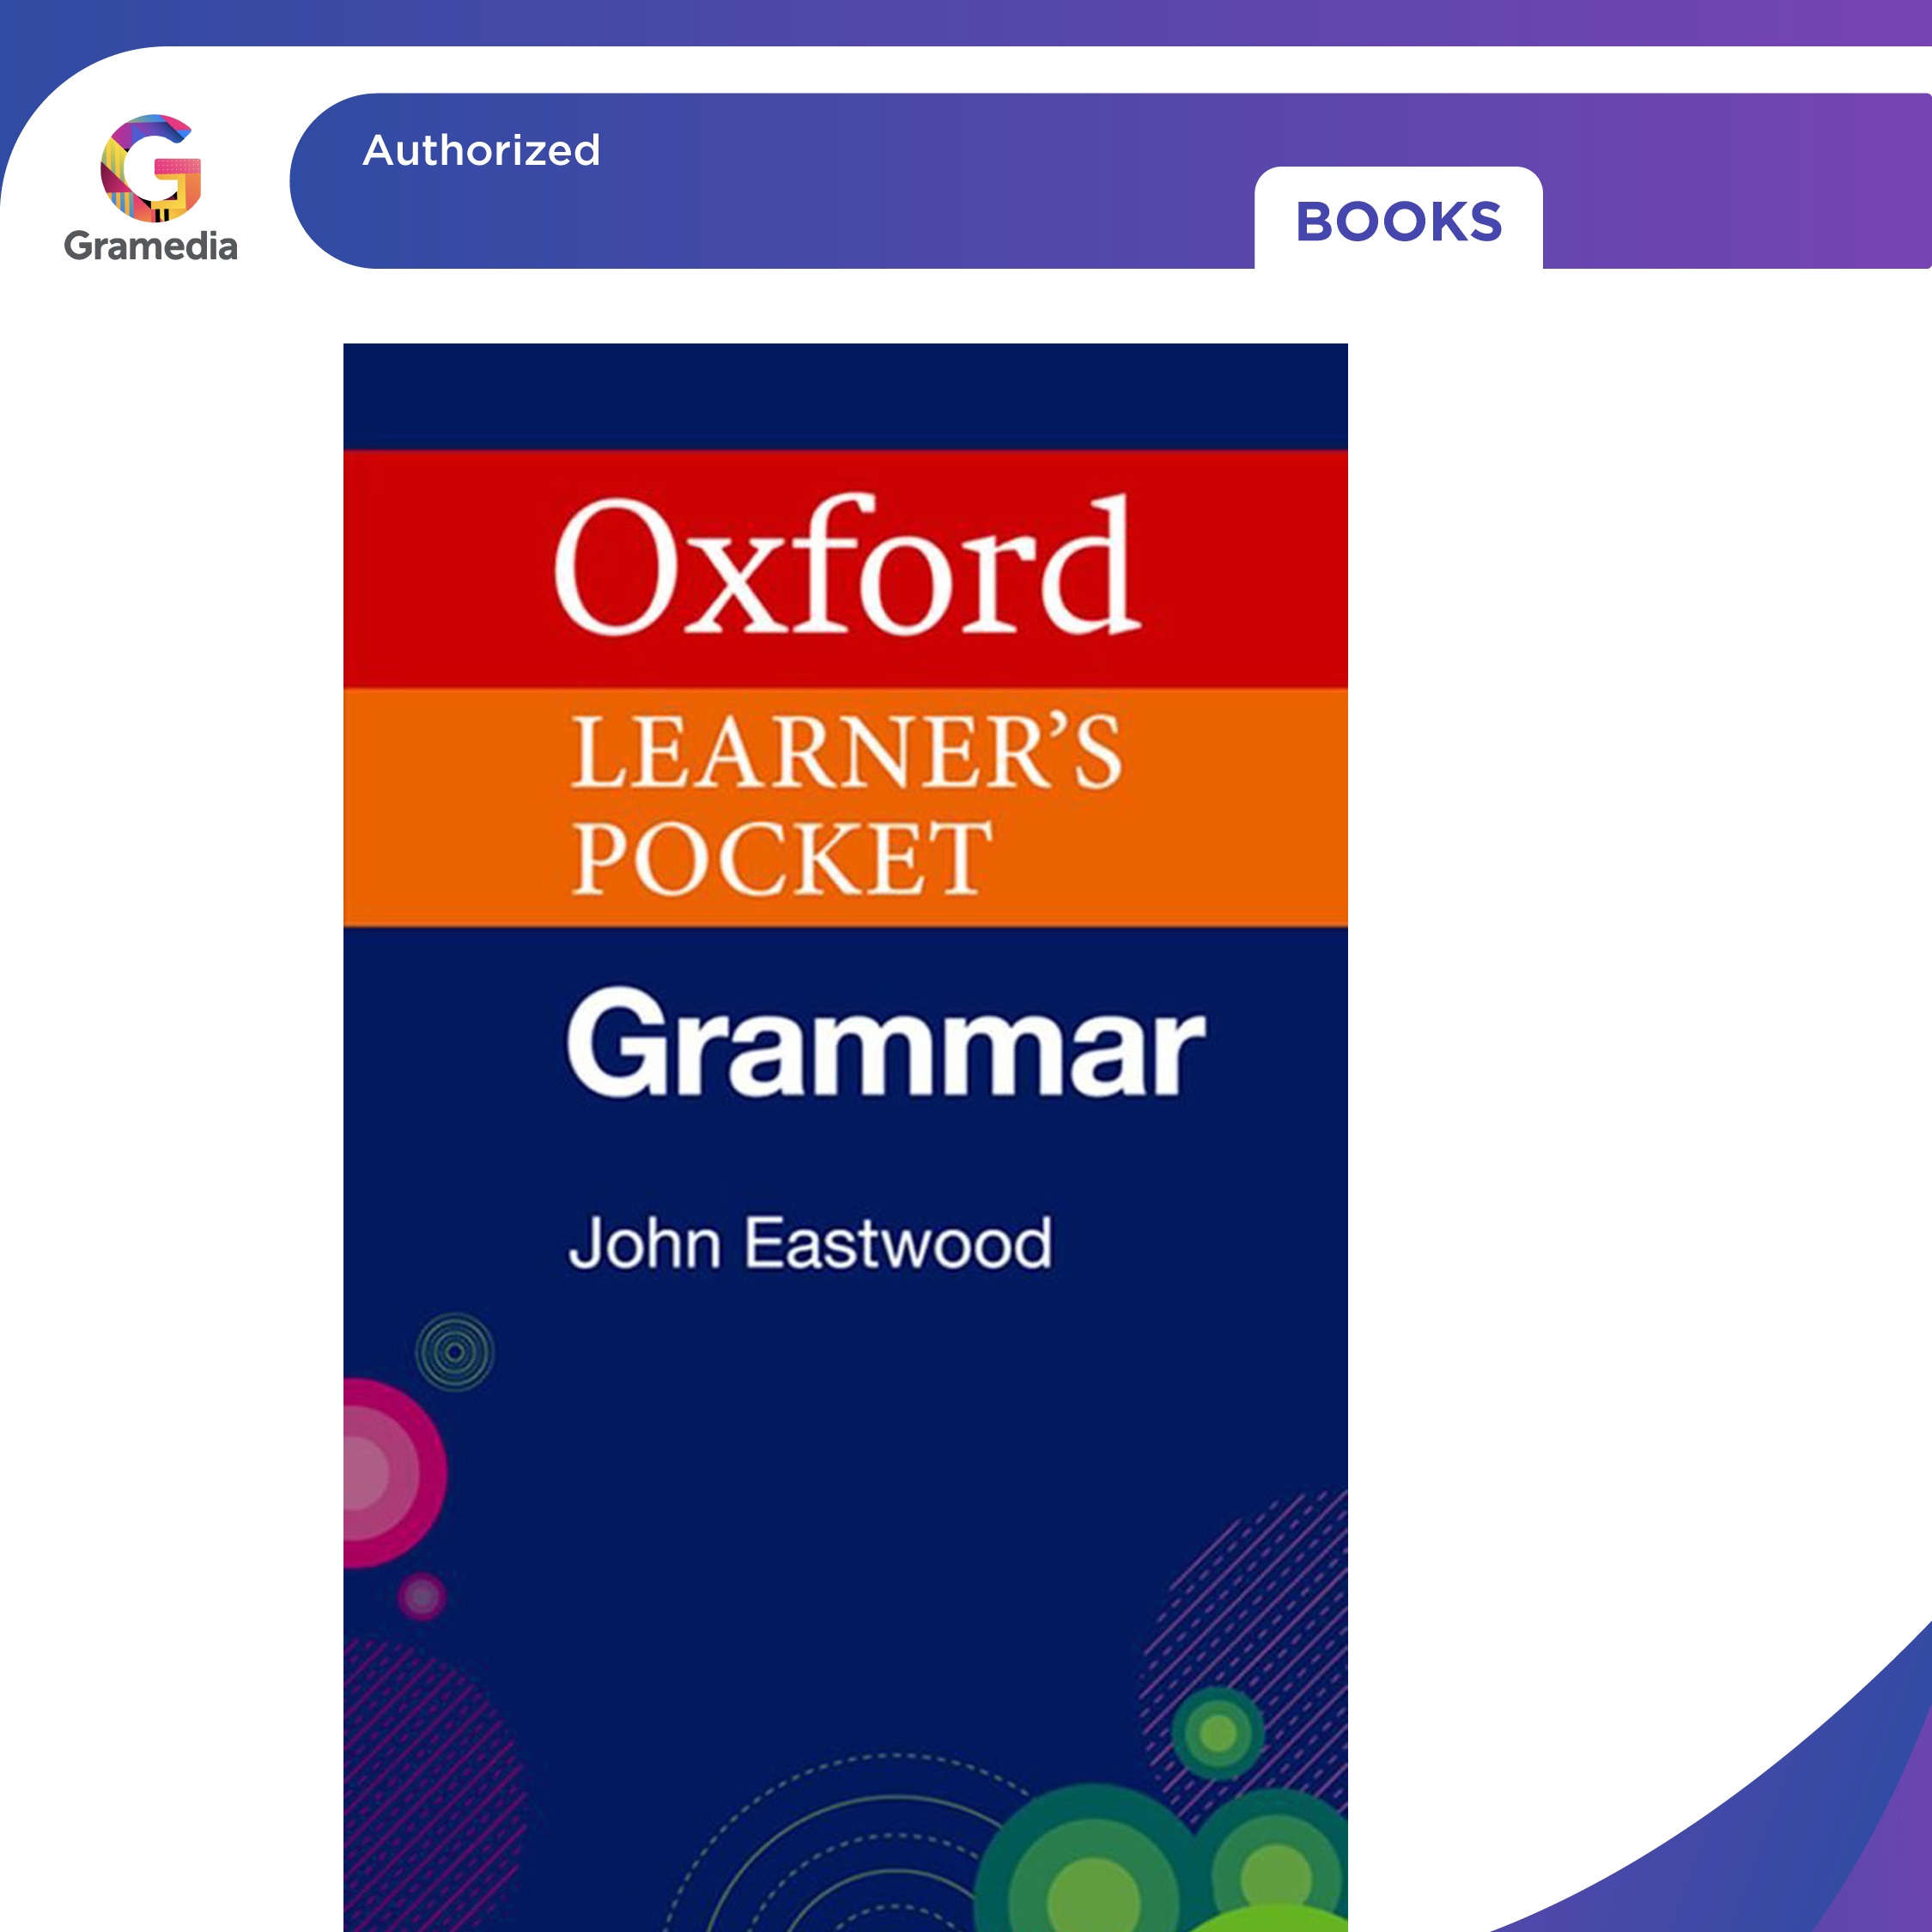 Gramedia
Authorized
BOOKS
Oxford
LEARNER’S
POCKET
Grammar
John Eastwood